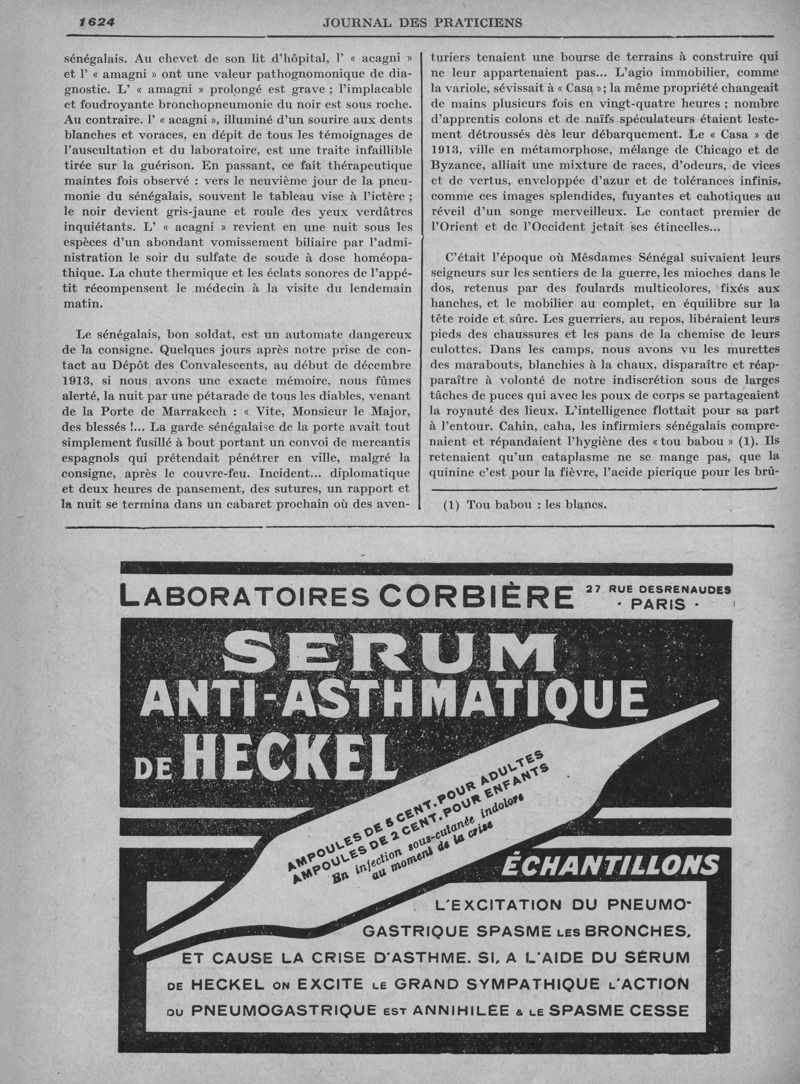 1624
JOURNAL DES PRATICIENS
sénégalais. Au chevet de son lit d'hôpital, l' « acagni »
et l' « amagni » ont une valeur pathognomonique de dia-
gnostic. L' « amagni » prolongé est grave ; l'implacable
et foudroyante bronchopneumonie du noir est sous roche.
Au contraire. l' « acagni », illuminé d'un sourire aux dents
blanches et voraces, en dépit de tous les témoignages de
l'auscultation et du laboratoire, est une traite infaillible
tirée sur la guérison. En passant, ce fait thérapeutique
maintes fois observé : vers le neuvième jour de la pneu-
monie du sénégalais, souvent le tableau vise à l'ictère ;
le noir devient gris-jaune et roule des yeux verdâtres
inquiétants. L' « acagni » revient en une nuit sous les
espèces d'un abondant vomissement biliaire par l'admi-
nistration le soir du sulfate de soude à dose homéopa-
thique. La chute thermique et les éclats sonores de l'appé-
tit récompensent le médecin à la visite du lendemain
matin.
Le sénégalais, bon soldat, est un automate dangereux
de la consigne. Quelques jours après notre prise de con-
tact au Dépôt des Convalescents, au début de décembre
1913, si nous avons une exacte mémoire, nous fûmes
alerté, la nuit par une pétarade de tous les diables, venant
de la Porte de Marrakech : « Vite, Monsieur le Major,
des blessés !... La garde sénégalaise de la porte avait tout
simplement fusillé à bout portant un convoi de mercantis
espagnols qui prétendait pénétrer en ville, malgré la
consigne, après le couvre-feu. Incident... diplomatique
et deux heures de pansement, des sutures, un rapport et
la nuit se termina dans un cabaret prochain où des aven-
turiers tenaient une bourse de terrains à construire qui
ne leur appartenaient pas... L'agio immobilier, comme
la variole, sévissait à « Casa » ; la même propriété changeait
de mains plusieurs fois en vingt-quatre heures ; nombre
d'apprentis colons et de naïfs spéculateurs étaient leste-
ment détroussés dès leur débarquement. Le « Casa » de
1913, ville en métamorphose, mélange de Chicago et de
Byzance, alliait une mixture de races, d'odeurs, de vices
et de vertus, enveloppée d'azur et de tolérances infinis,
comme ces images splendides, fuyantes et cahotiques au
réveil d'un songe merveilleux. Le contact premier de
l'Orient et de l'Occident jetait ses étincelles...
C'était l'époque où Mêsdames Sénégal suivaient leurs
seigneurs sur les sentiers de la guerre, les mioches dans le
dos, retenus par des foulards multicolores, fixés aux
hanches, et le mobilier au complet, en équilibre sur la
tête roide et sûre. Les guerriers, au repos, libéraient leurs
pieds des chaussures et les pans de la chemise de leurs
culottes. Dans les camps, nous avons vu les murettes
des marabouts, blanchies à la chaux, disparaître et réap-
paraître à volonté de notre indiscrétion sous de larges
tâches de puces qui avec les poux de corps se partageaient
la royauté des lieux. L'intelligence flottait pour sa part
à l'entour. Cahin, caha, les infirmiers sénégalais compre-
naient et répandaient l'hygiène des « tou babou » (1). Ils
retenaient qu'un cataplasme ne se mange pas, que la
quinine c'est pour la fièvre, l'acide picrique pour les brû-
(1) Tou babou : les blancs.
LABORATOIRES CORBIÈRE 27 RUE DESRENAUDES
· PARIS ·
SERUM
ANTI-ASTHMATIQUE
DE HECKEL
AMPOULES DE 5 CENT. POUR ADULTES
AMPOULES DE 2 CENT. POUR ENFANTS
En injection sous-cutanée indolore
au moment de la crise
ÉCHANTILLONS
L'EXCITATION DU PNEUMO-
GASTRIQUE SPASME LES BRONCHES,
ET CAUSE LA CRISE D'ASTHME. SI, A L'AIDE DU SÉRUM
DE HECKEL ON EXCITE LE GRAND SYMPATHIQUE L'ACTION
DU PNEUMOGASTRIQUE EST ANNIHILÉE & LE SPASME CESSE